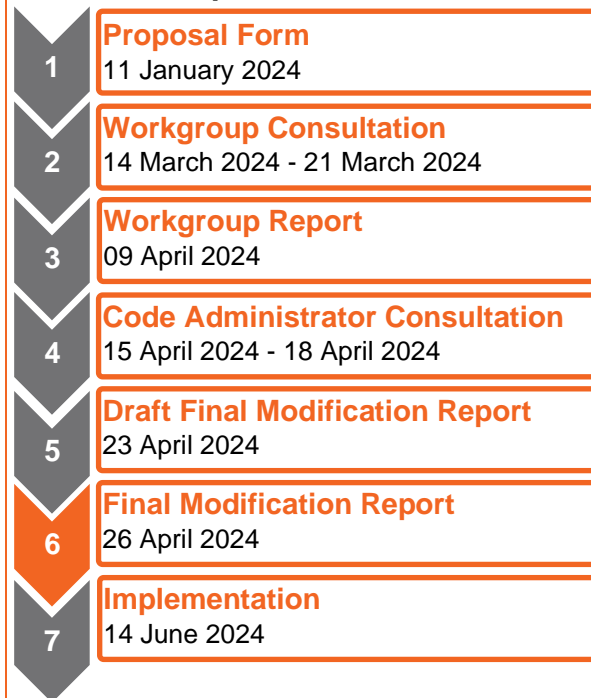 Proposal Form
1
11 January 2024
Workgroup Consultation
2
14 March 2024 - 21 March 2024
Workgroup Report
3
09 April 2024
Code Administrator Consultation
4
15 April 2024 - 18 April 2024
Draft Final Modification Report
5
23 April 2024
Final Modification Report
6
26 April 2024
Implementation
7
14 June 2024